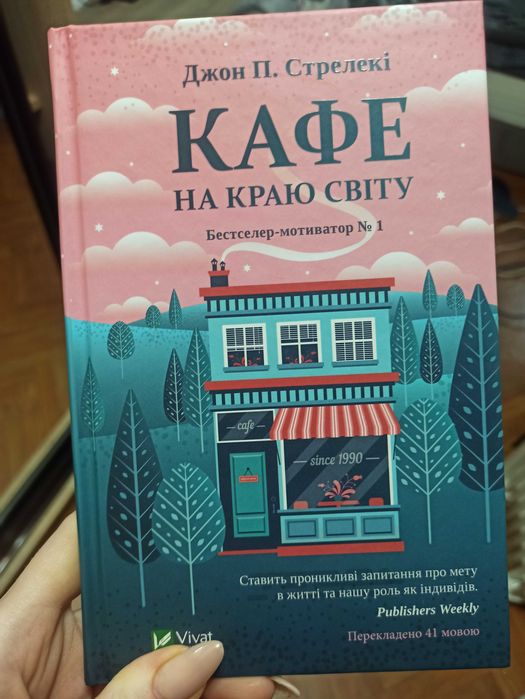 Джон П. Стрелекі
КАФЕ
НА КРАЮ СВІТУ
Бестселер-мотиватор № 1
cafe
since 1990
Ставить проникливі запитання про мету
в житті та нашу роль як індивідів.
Publishers Weekly
Перекладено 41 мовою
Vivat